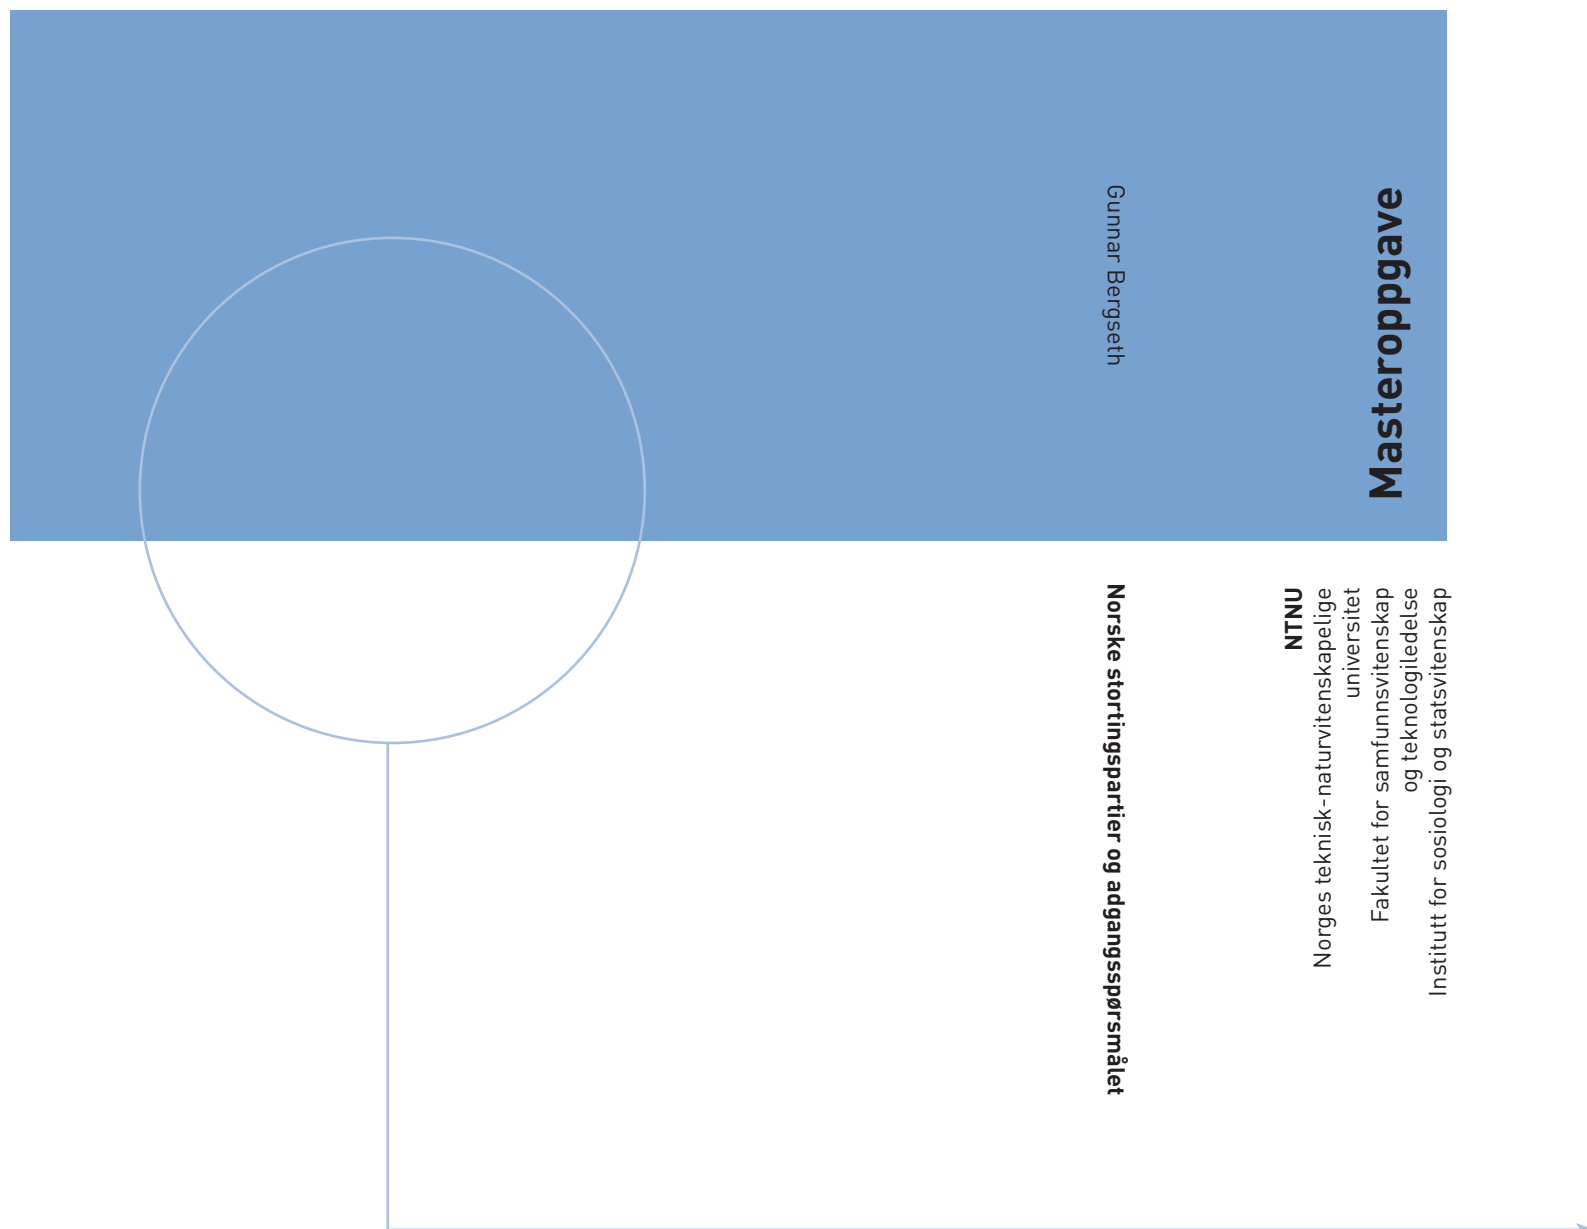 Masteroppgave
NTNU
Norges teknisk-naturvitenskapelige
universitet
Fakultet for samfunnsvitenskap
og teknologiledelse
Institutt for sosiologi og statsvitenskap
Gunnar Bergseth
Norske stortingspartier og adgangsspørsmålet